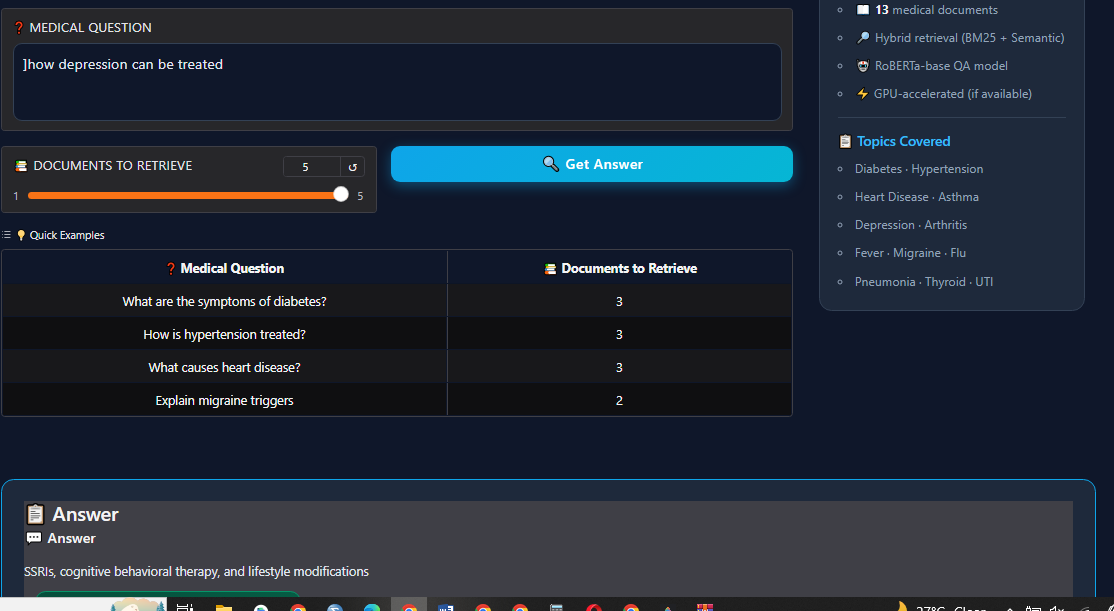 ❓ MEDICAL QUESTION
]how depression can be treated
📚 DOCUMENTS TO RETRIEVE
5
↺
1
5
🔍 Get Answer
💡 Quick Examples
❓ Medical Question
📚 Documents to Retrieve
What are the symptoms of diabetes?
3
How is hypertension treated?
3
What causes heart disease?
3
Explain migraine triggers
2
13 medical documents
Hybrid retrieval (BM25 + Semantic)
RoBERTa-base QA model
GPU-accelerated (if available)
📋 Topics Covered
Diabetes · Hypertension
Heart Disease · Asthma
Depression · Arthritis
Fever · Migraine · Flu
Pneumonia · Thyroid · UTI
📋 Answer
💬 Answer
SSRIs, cognitive behavioral therapy, and lifestyle modifications
27°C Clear